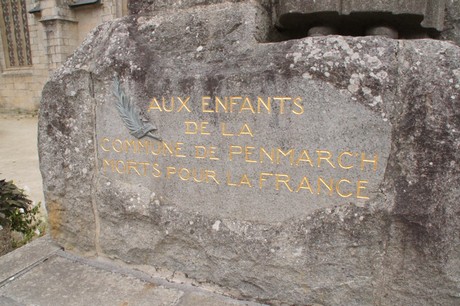 AUX ENFANTS
DE LA
COMMUNE DE PENMARC'H
MORTS POUR LA FRANCE